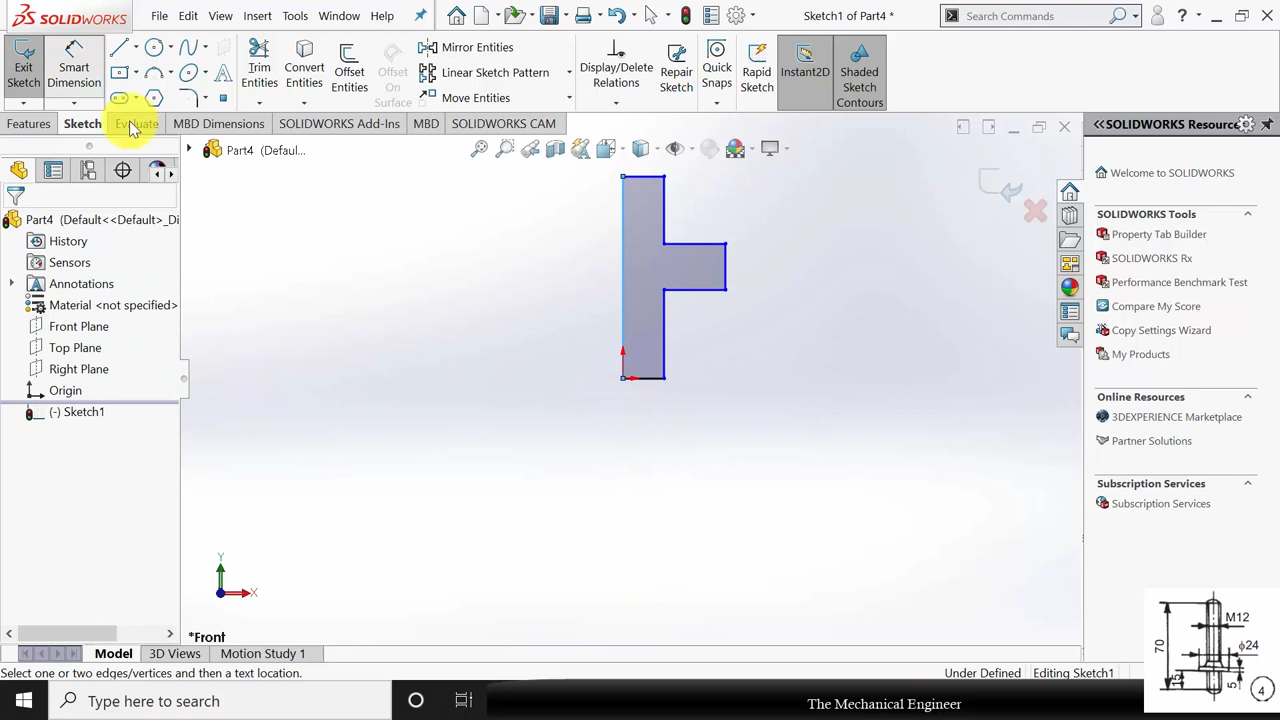 SOLIDWORKS File Edit View Insert Tools Window Help Sketch1 of Part4 * Search Commands ?
Exit Sketch Smart Dimension Trim Entities Convert Entities Offset Entities Offset On Surface Mirror Entities Linear Sketch Pattern Move Entities Display/Delete Relations Repair Sketch Quick Snaps Rapid Sketch Instant2D Shaded Sketch Contours
Features Sketch Evaluate MBD Dimensions SOLIDWORKS Add-Ins MBD SOLIDWORKS CAM
Part4 (Defaul...
SOLIDWORKS Resource
Welcome to SOLIDWORKS
SOLIDWORKS Tools
Property Tab Builder
SOLIDWORKS Rx
Performance Benchmark Test
Compare My Score
Copy Settings Wizard
My Products
Online Resources
3DEXPERIENCE Marketplace
Partner Solutions
Subscription Services
Subscription Services
Part4 (Default<<Default>_Di
History
Sensors
Annotations
Material <not specified>
Front Plane
Top Plane
Right Plane
Origin
(-) Sketch1
Y
X
*Front
M12
70
ϕ24
15
5
4
Model 3D Views Motion Study 1
Select one or two edges/vertices and then a text location. Under Defined Editing Sketch1
Type here to search
The Mechanical Engineer